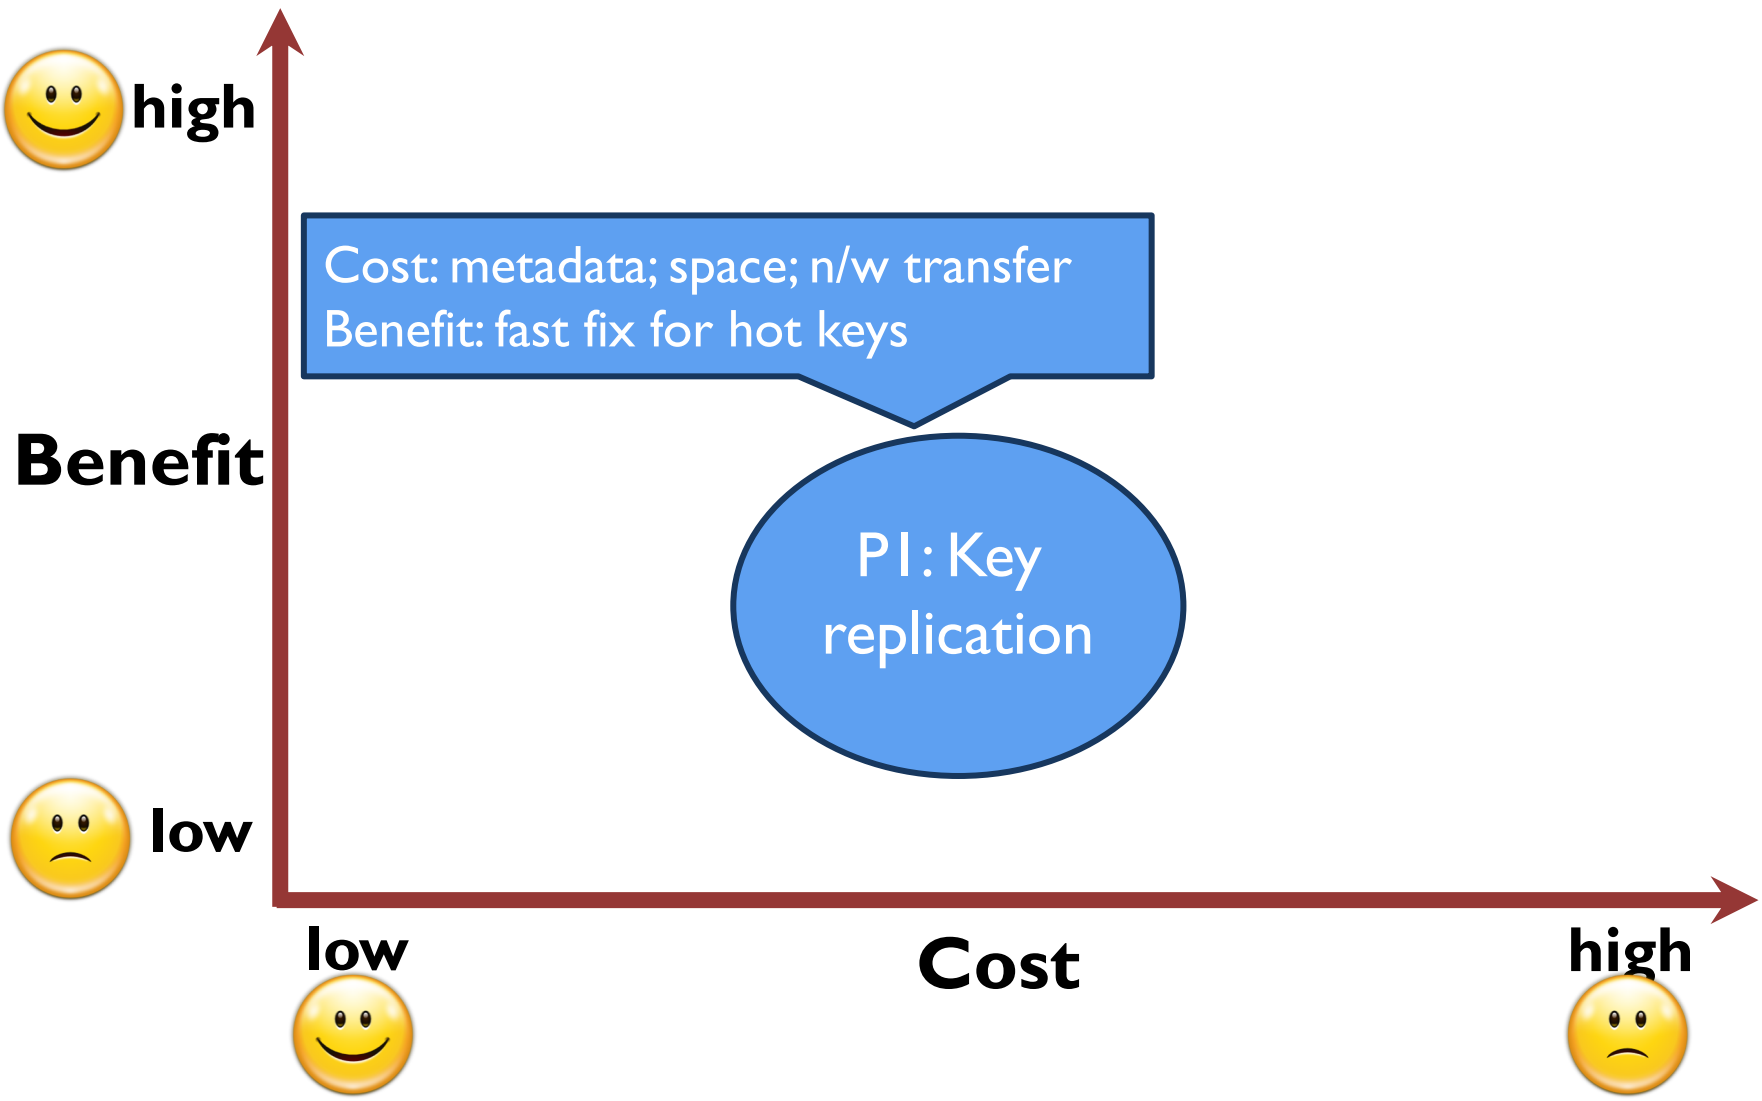 high
Cost: metadata; space; n/w transfer
Benefit: fast fix for hot keys
Benefit
P1: Key
replication
low
low
Cost
high